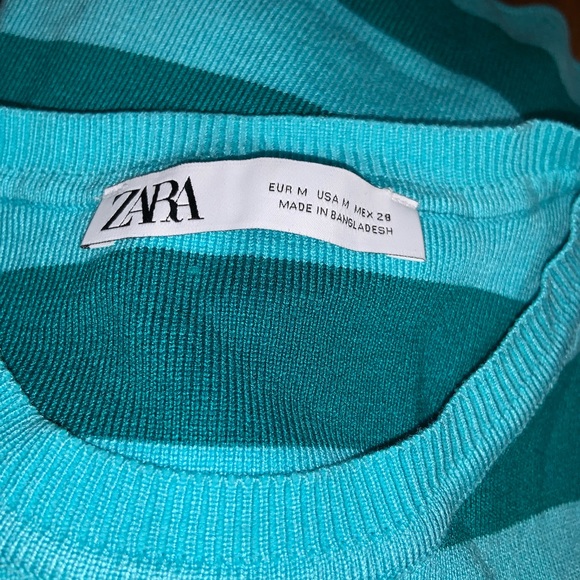 ZARA
EUR M USA M MEX 28
MADE IN BANGLADESH